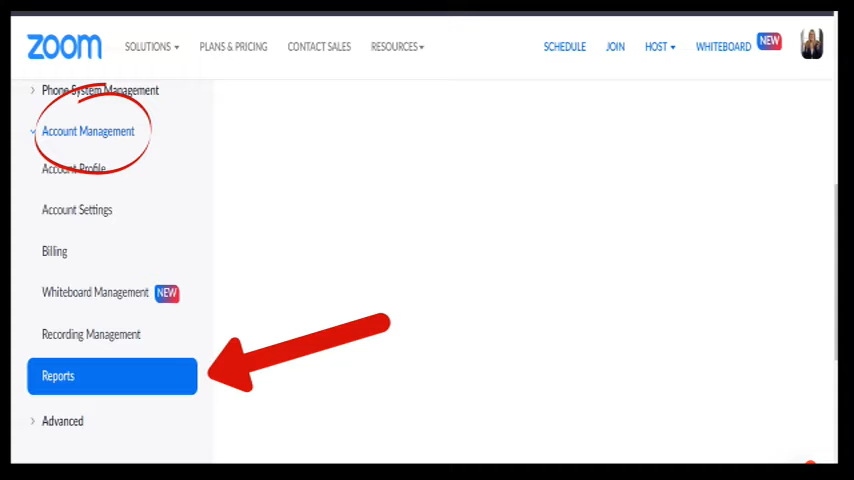 zoom SOLUTIONS PLANS & PRICING CONTACT SALES RESOURCES SCHEDULE JOIN HOST WHITEBOARD NEW
Phone System Management
Account Management
Account Profile
Account Settings
Billing
Whiteboard Management NEW
Recording Management
Reports
Advanced